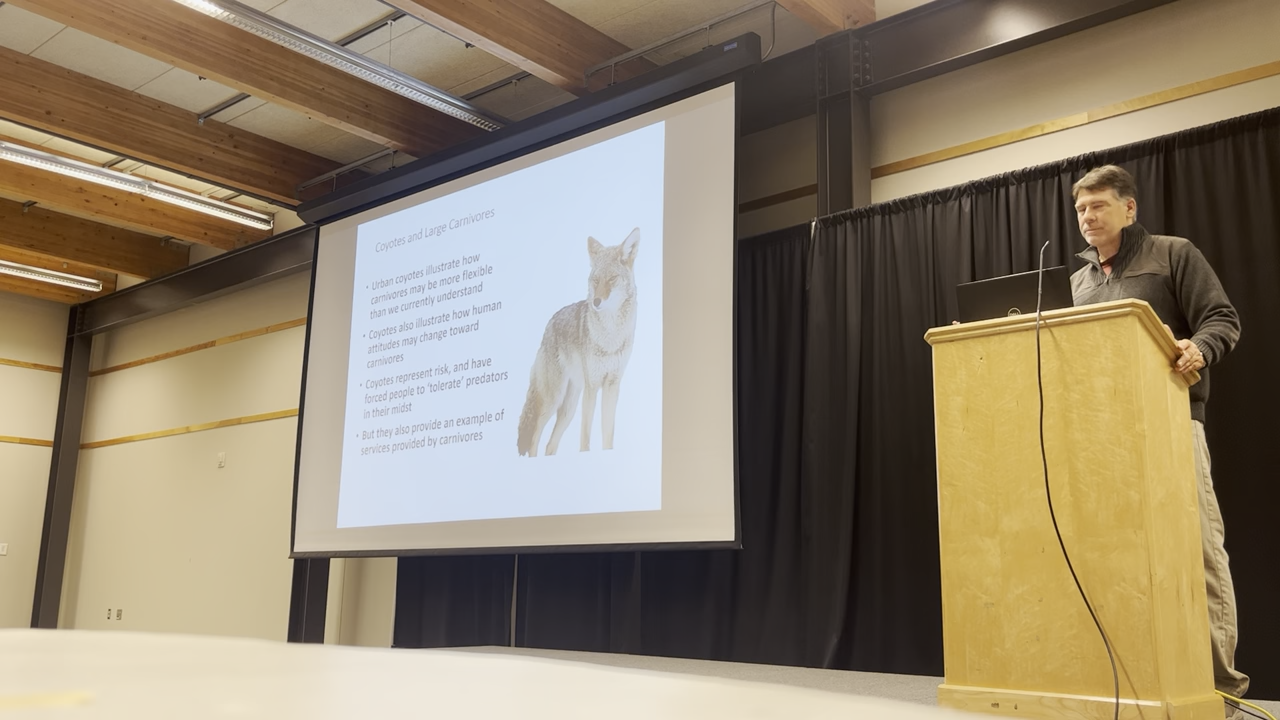 Coyotes and Large Carnivores
• Urban coyotes illustrate how
carnivores may be more flexible
than we currently understand
• Coyotes also illustrate how human
attitudes may change toward
carnivores
• Coyotes represent risk, and have
forced people to ‘tolerate’ predators
in their midst
• But they also provide an example of
services provided by carnivores